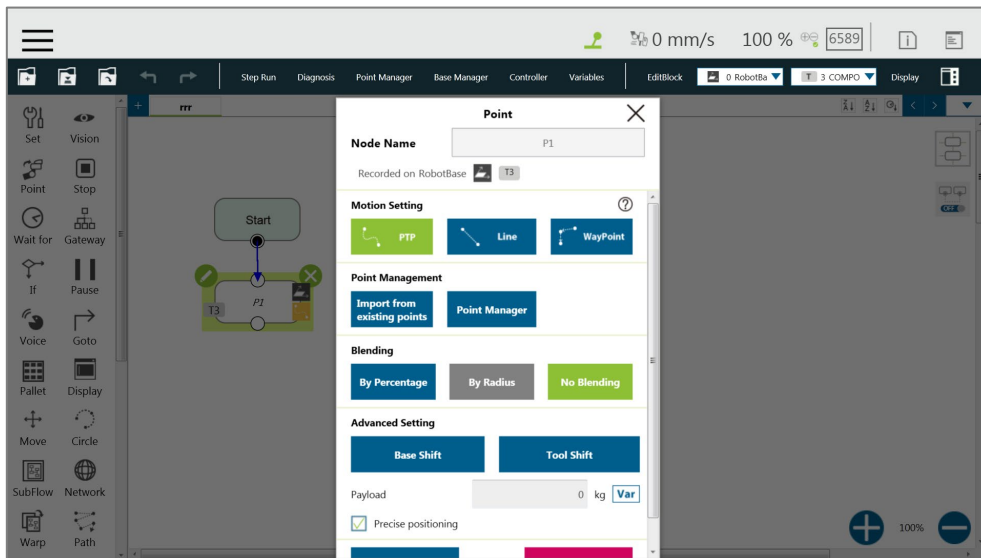 0 mm/s 100 % 6589
Step Run Diagnosis Point Manager Base Manager Controller Variables EditBlock 0 RobotBa T 3 COMPO Display
rrr
Set Vision
Point Stop
Wait for Gateway
If Pause
Voice Goto
Pallet Display
Move Circle
SubFlow Network
Warp Path
Start
P1
T3
Point
Node Name P1
Recorded on RobotBase T3
Motion Setting
PTP Line WayPoint
Point Management
Import from
existing points
Point Manager
Blending
By Percentage By Radius No Blending
Advanced Setting
Base Shift Tool Shift
Payload 0 kg Var
Precise positioning
OFF
100%